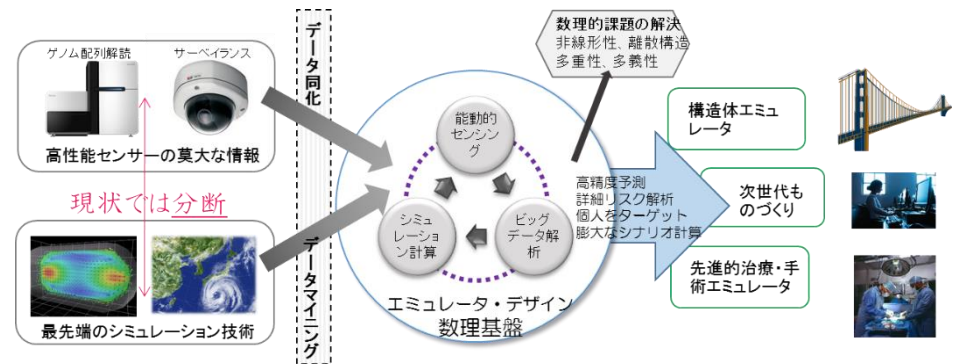 ゲノム配列解読
サーベイランス
高性能センサーの莫大な情報
現状では分断
最先端のシミュレーション技術
データ同化
データマイニング
数理的課題の解決
非線形性、離散構造
多重性、多義性
能動的
センシン
グ
シミュ
レーショ
ン計算
ビッグ
データ解
析
エミュレータ・デザイン
数理基盤
高精度予測
詳細リスク解析
個人をターゲット
膨大なシナリオ計算
構造体エミュ
レータ
次世代も
のづくり
先進的治療・手
術エミュレータ